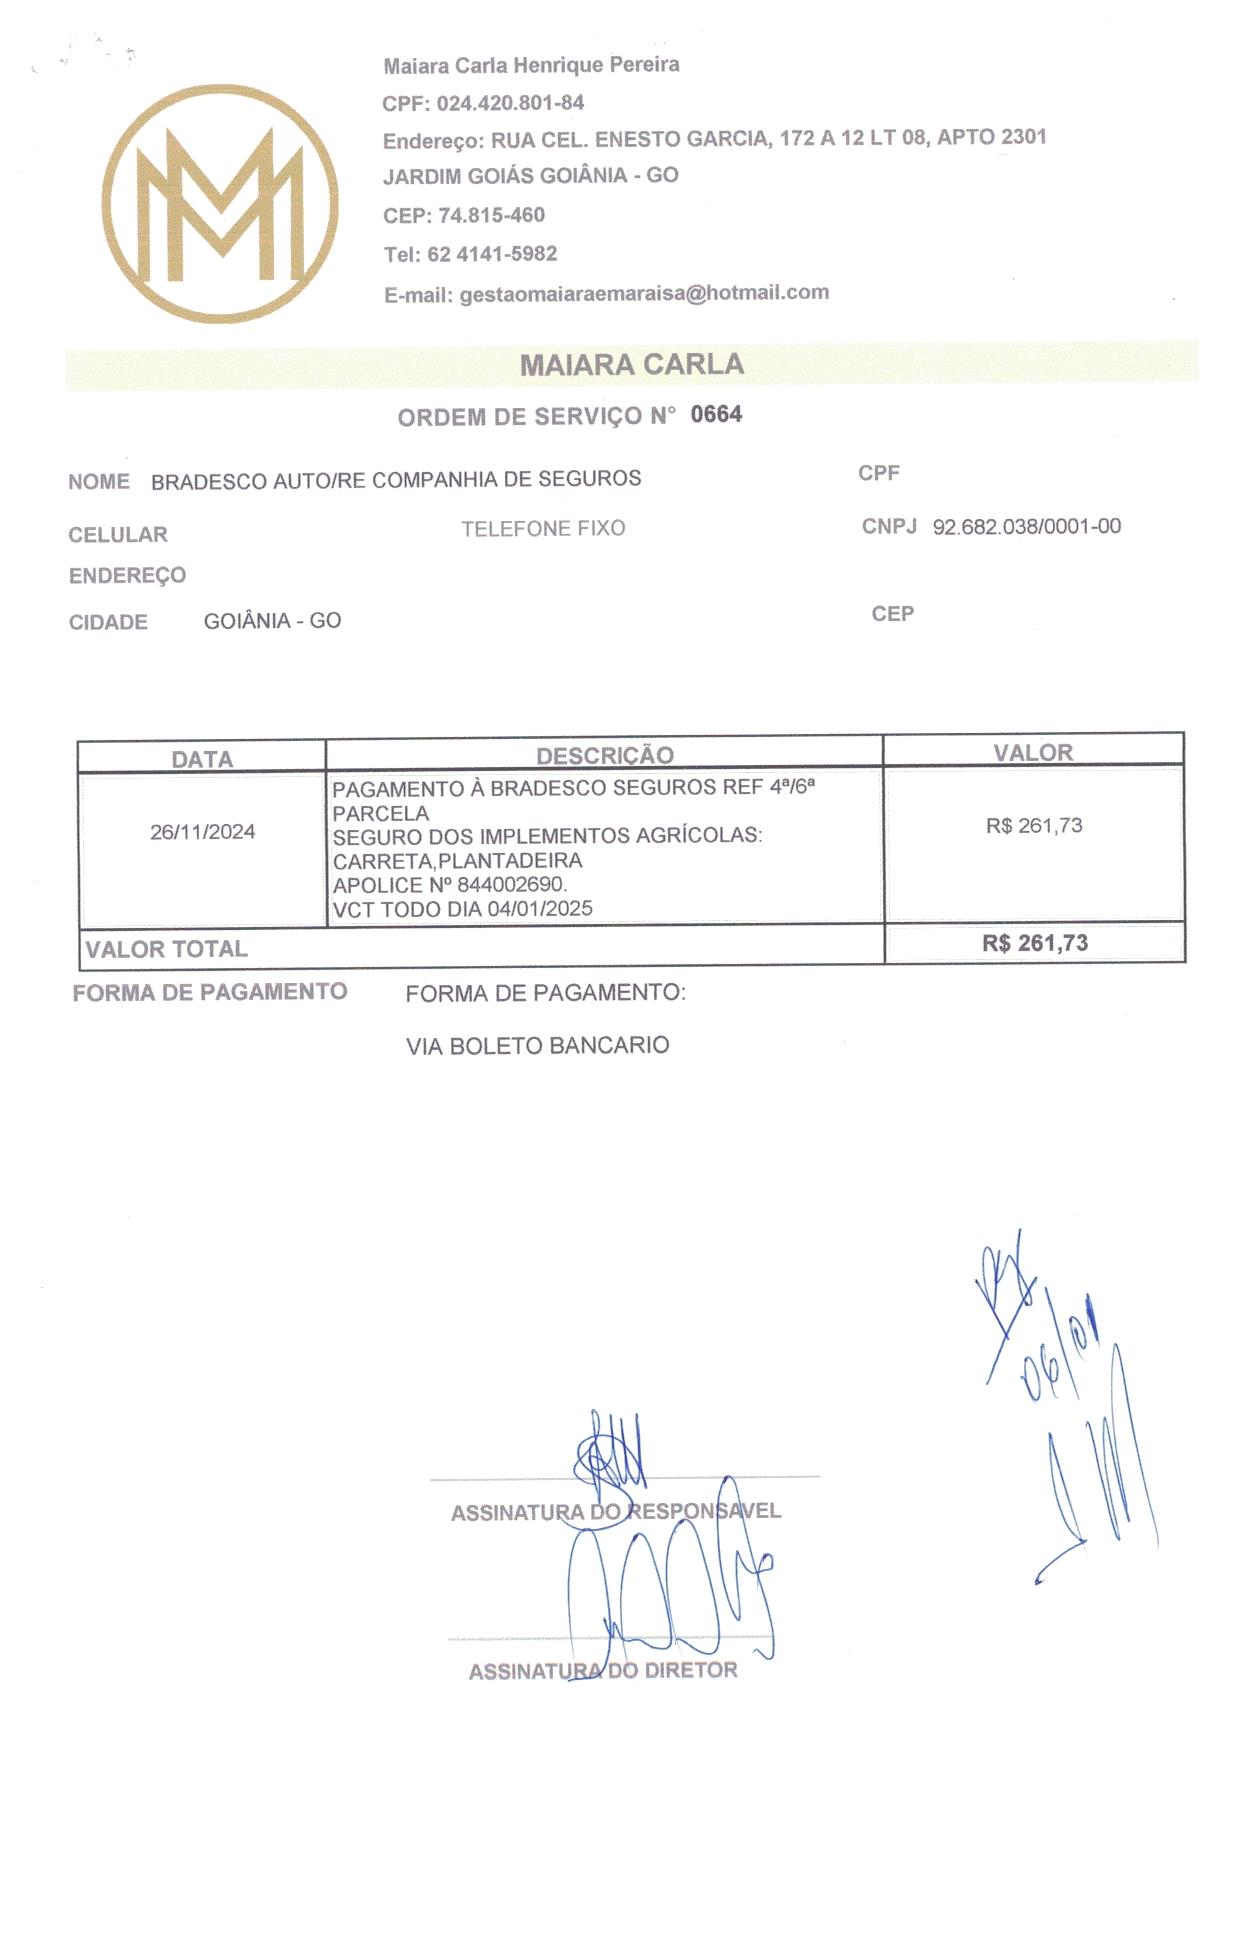 Maiara Carla Henrique Pereira
CPF: 024.420.801-84
Endereço: RUA CEL. ENESTO GARCIA, 172 A 12 LT 08, APTO 2301
JARDIM GOIÁS GOIÂNIA - GO
CEP: 74.815-460
Tel: 62 4141-5982
E-mail: gestaomaiaraemaraisa@hotmail.com
MM
MAIARA CARLA
ORDEM DE SERVIÇO N° 0664
NOME BRADESCO AUTO/RE COMPANHIA DE SEGUROS CPF
CELULAR TELEFONE FIXO CNPJ 92.682.038/0001-00
ENDEREÇO
CIDADE GOIÂNIA - GO CEP
DATA DESCRIÇÃO VALOR
PAGAMENTO À BRADESCO SEGUROS REF 4ª/6ª
PARCELA
26/11/2024 SEGURO DOS IMPLEMENTOS AGRÍCOLAS: R$ 261,73
CARRETA,PLANTADEIRA
APOLICE Nº 844002690.
VCT TODO DIA 04/01/2025
VALOR TOTAL R$ 261,73
FORMA DE PAGAMENTO FORMA DE PAGAMENTO:
VIA BOLETO BANCARIO
06/01
ASSINATURA DO RESPONSAVEL
ASSINATURA DO DIRETOR